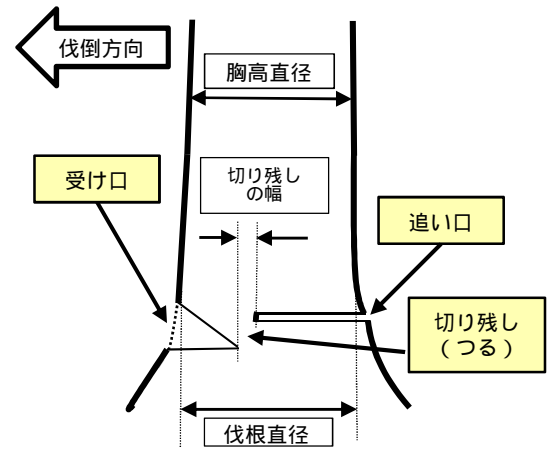 伐倒方向
胸高直径
切り残し
の幅
受け口
追い口
切り残し
（つる）
伐根直径